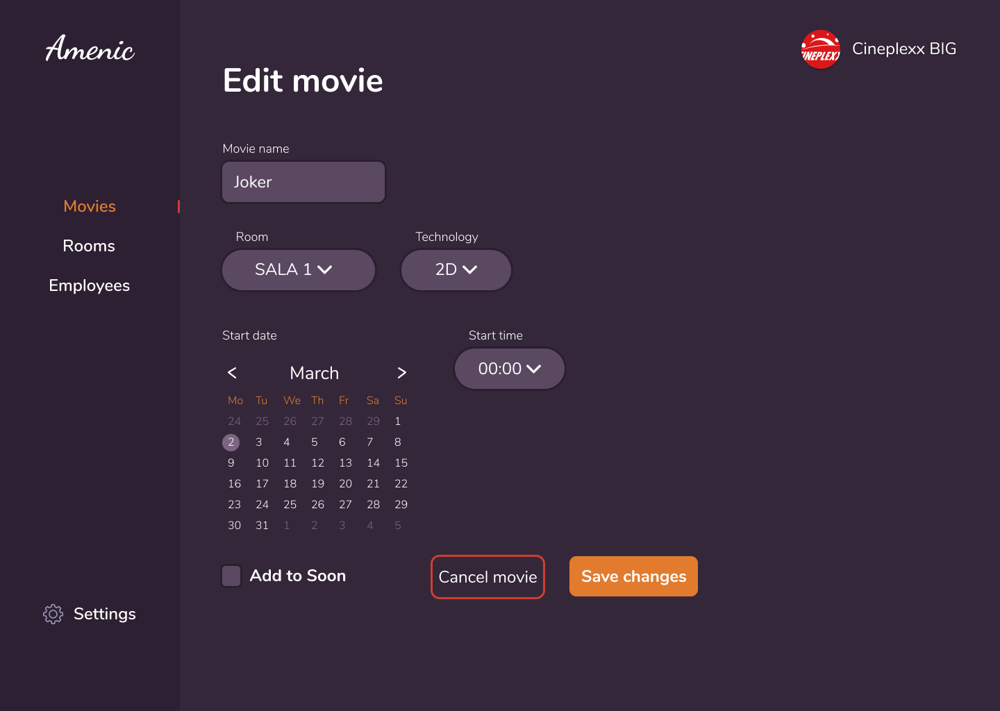 Amenic
Cineplexx BIG
INEPLEX
Edit movie
Movies
Rooms
Employees
Settings
Movie name
Joker
Room Technology
SALA 1 2D
Start date Start time
< March >
00:00
Mo Tu We Th Fr Sa Su
24 25 26 27 28 29 1
2 3 4 5 6 7 8
9 10 11 12 13 14 15
16 17 18 19 20 21 22
23 24 25 26 27 28 29
30 31 1 2 3 4 5
Add to Soon
Cancel movie
Save changes